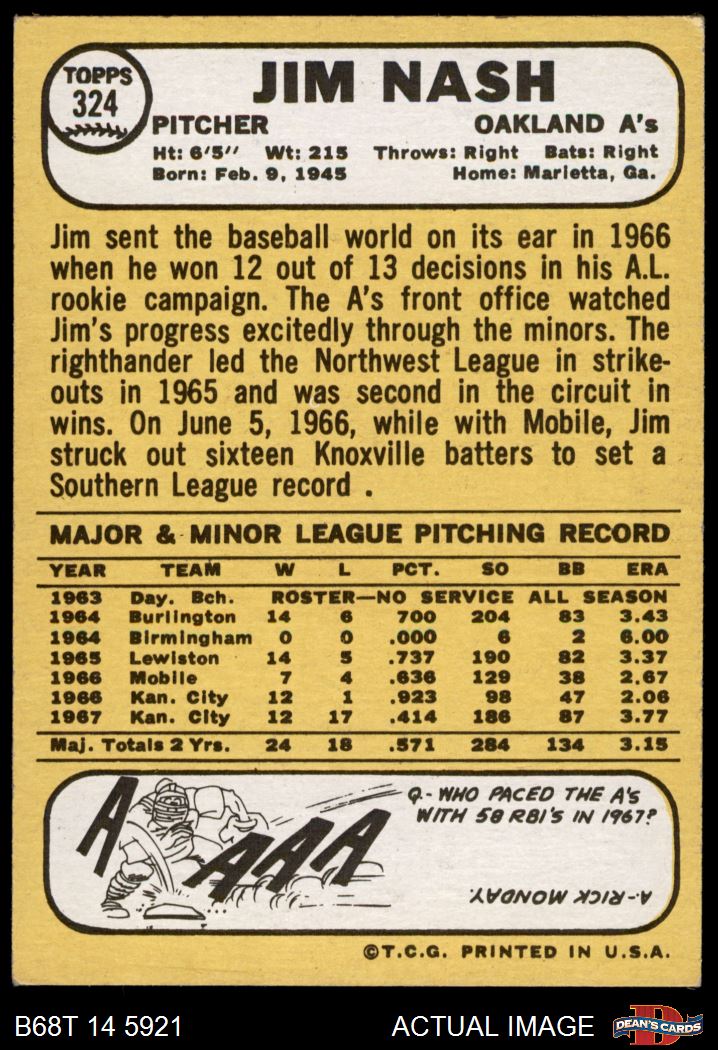 TOPPS
324
JIM NASH
PITCHER OAKLAND A's
Ht: 6'5" Wt: 215 Throws: Right Bats: Right
Born: Feb. 9, 1945 Home: Marietta, Ga.
Jim sent the baseball world on its ear in 1966
when he won 12 out of 13 decisions in his A.L.
rookie campaign. The A's front office watched
Jim's progress excitedly through the minors. The
righthander led the Northwest League in strike-
outs in 1965 and was second in the circuit in
wins. On June 5, 1966, while with Mobile, Jim
struck out sixteen Knoxville batters to set a
Southern League record .
MAJOR & MINOR LEAGUE PITCHING RECORD
YEAR TEAM W L PCT. SO BB ERA
1963 Day. Bch. ROSTER—NO SERVICE ALL SEASON
1964 Burlington 14 6 700 204 83 3.43
1964 Birmingham 0 0 .000 6 2 6.00
1965 Lewiston 14 5 .737 190 82 3.37
1966 Mobile 7 4 .636 129 38 2.67
1966 Kan. City 12 1 .923 98 47 2.06
1967 Kan. City 12 17 .414 186 87 3.77
Maj. Totals 2 Yrs. 24 18 .571 284 134 3.15
A AAA
Q.-WHO PACED THE A's
WITH 58 RBI'S IN 1967?
A.-RICK MONDAY.
©T.C.G. PRINTED IN U.S.A.
B68T 14 5921 ACTUAL IMAGE D DEAN'S CARDS